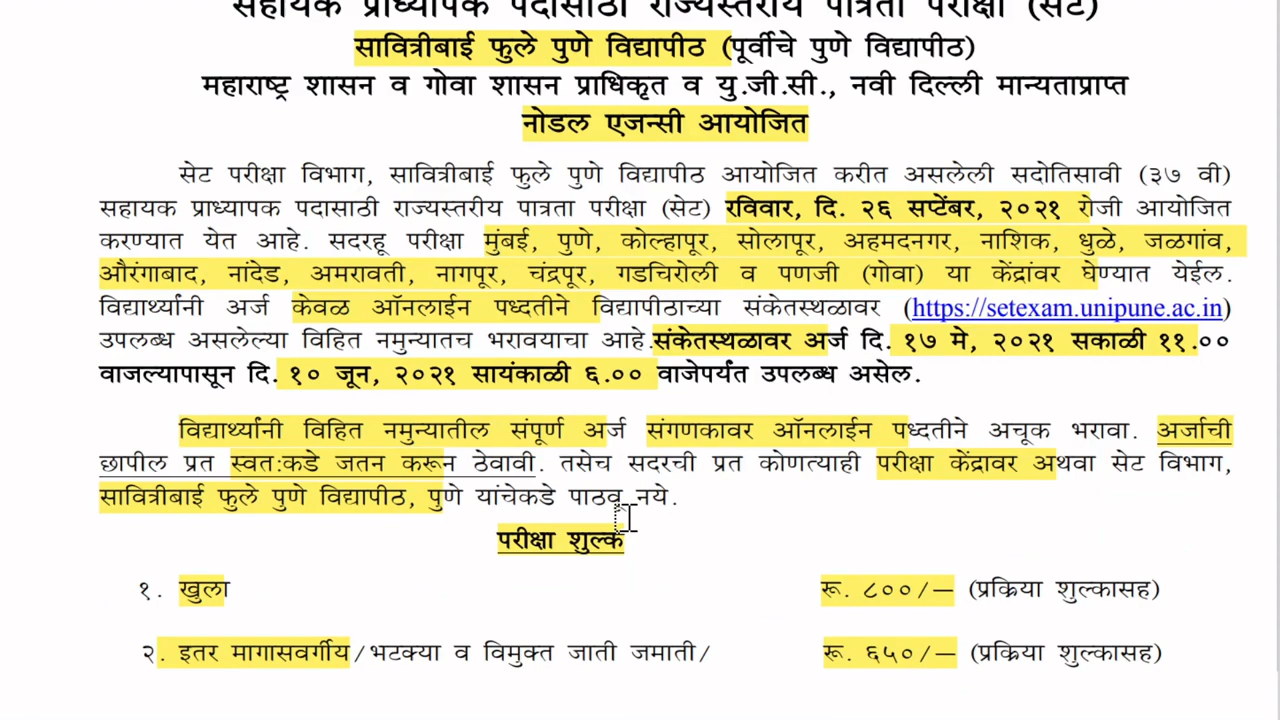 सहायक प्राध्यापक पदासाठी राज्यस्तरीय पात्रता परीक्षा (सेट)
सावित्रीबाई फुले पुणे विद्यापीठ (पूर्वीचे पुणे विद्यापीठ)
महाराष्ट्र शासन व गोवा शासन प्राधिकृत व यु.जी.सी., नवी दिल्ली मान्यताप्राप्त
नोडल एजन्सी आयोजित
सेट परीक्षा विभाग, सावित्रीबाई फुले पुणे विद्यापीठ आयोजित करीत असलेली सदोतिसावी (३७ वी)
सहायक प्राध्यापक पदासाठी राज्यस्तरीय पात्रता परीक्षा (सेट) रविवार, दि. २६ सप्टेंबर, २०२१ रोजी आयोजित
करण्यात येत आहे. सदरहू परीक्षा मुंबई, पुणे, कोल्हापूर, सोलापूर, अहमदनगर, नाशिक, धुळे, जळगांव,
औरंगाबाद, नांदेड, अमरावती, नागपूर, चंद्रपूर, गडचिरोली व पणजी (गोवा) या केंद्रांवर घेण्यात येईल.
विद्यार्थ्यांनी अर्ज केवळ ऑनलाईन पध्दतीने विद्यापीठाच्या संकेतस्थळावर (https://setexam.unipune.ac.in)
उपलब्ध असलेल्या विहित नमुन्यातच भरावयाचा आहे. संकेतस्थळावर अर्ज दि. १७ मे, २०२१ सकाळी ११.००
वाजल्यापासून दि. १० जून, २०२१ सायंकाळी ६.०० वाजेपर्यंत उपलब्ध असेल.
विद्यार्थ्यांनी विहित नमुन्यातील संपूर्ण अर्ज संगणकावर ऑनलाईन पध्दतीने अचूक भरावा. अर्जाची
छापील प्रत स्वत:कडे जतन करून ठेवावी. तसेच सदरची प्रत कोणत्याही परीक्षा केंद्रावर अथवा सेट विभाग,
सावित्रीबाई फुले पुणे विद्यापीठ, पुणे यांचेकडे पाठवू नये.
परीक्षा शुल्क
१. खुला रू. ८००/— (प्रक्रिया शुल्कासह)
२. इतर मागासवर्गीय/भटक्या व विमुक्त जाती जमाती/ रू. ६५०/— (प्रक्रिया शुल्कासह)